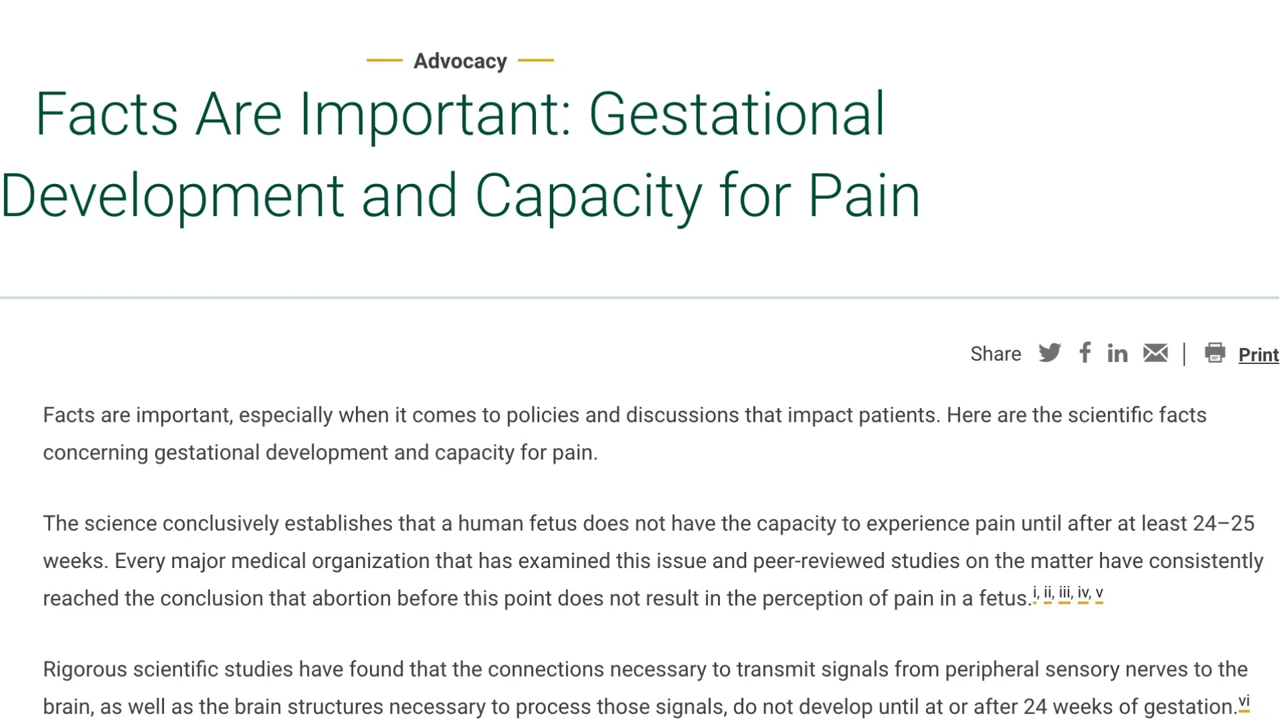 Advocacy
Facts Are Important: Gestational
Development and Capacity for Pain
Share
Print
Facts are important, especially when it comes to policies and discussions that impact patients. Here are the scientific facts
concerning gestational development and capacity for pain.
The science conclusively establishes that a human fetus does not have the capacity to experience pain until after at least 24–25
weeks. Every major medical organization that has examined this issue and peer-reviewed studies on the matter have consistently
reached the conclusion that abortion before this point does not result in the perception of pain in a fetus.i, ii, iii, iv, v
Rigorous scientific studies have found that the connections necessary to transmit signals from peripheral sensory nerves to the
brain, as well as the brain structures necessary to process those signals, do not develop until at or after 24 weeks of gestation.vi